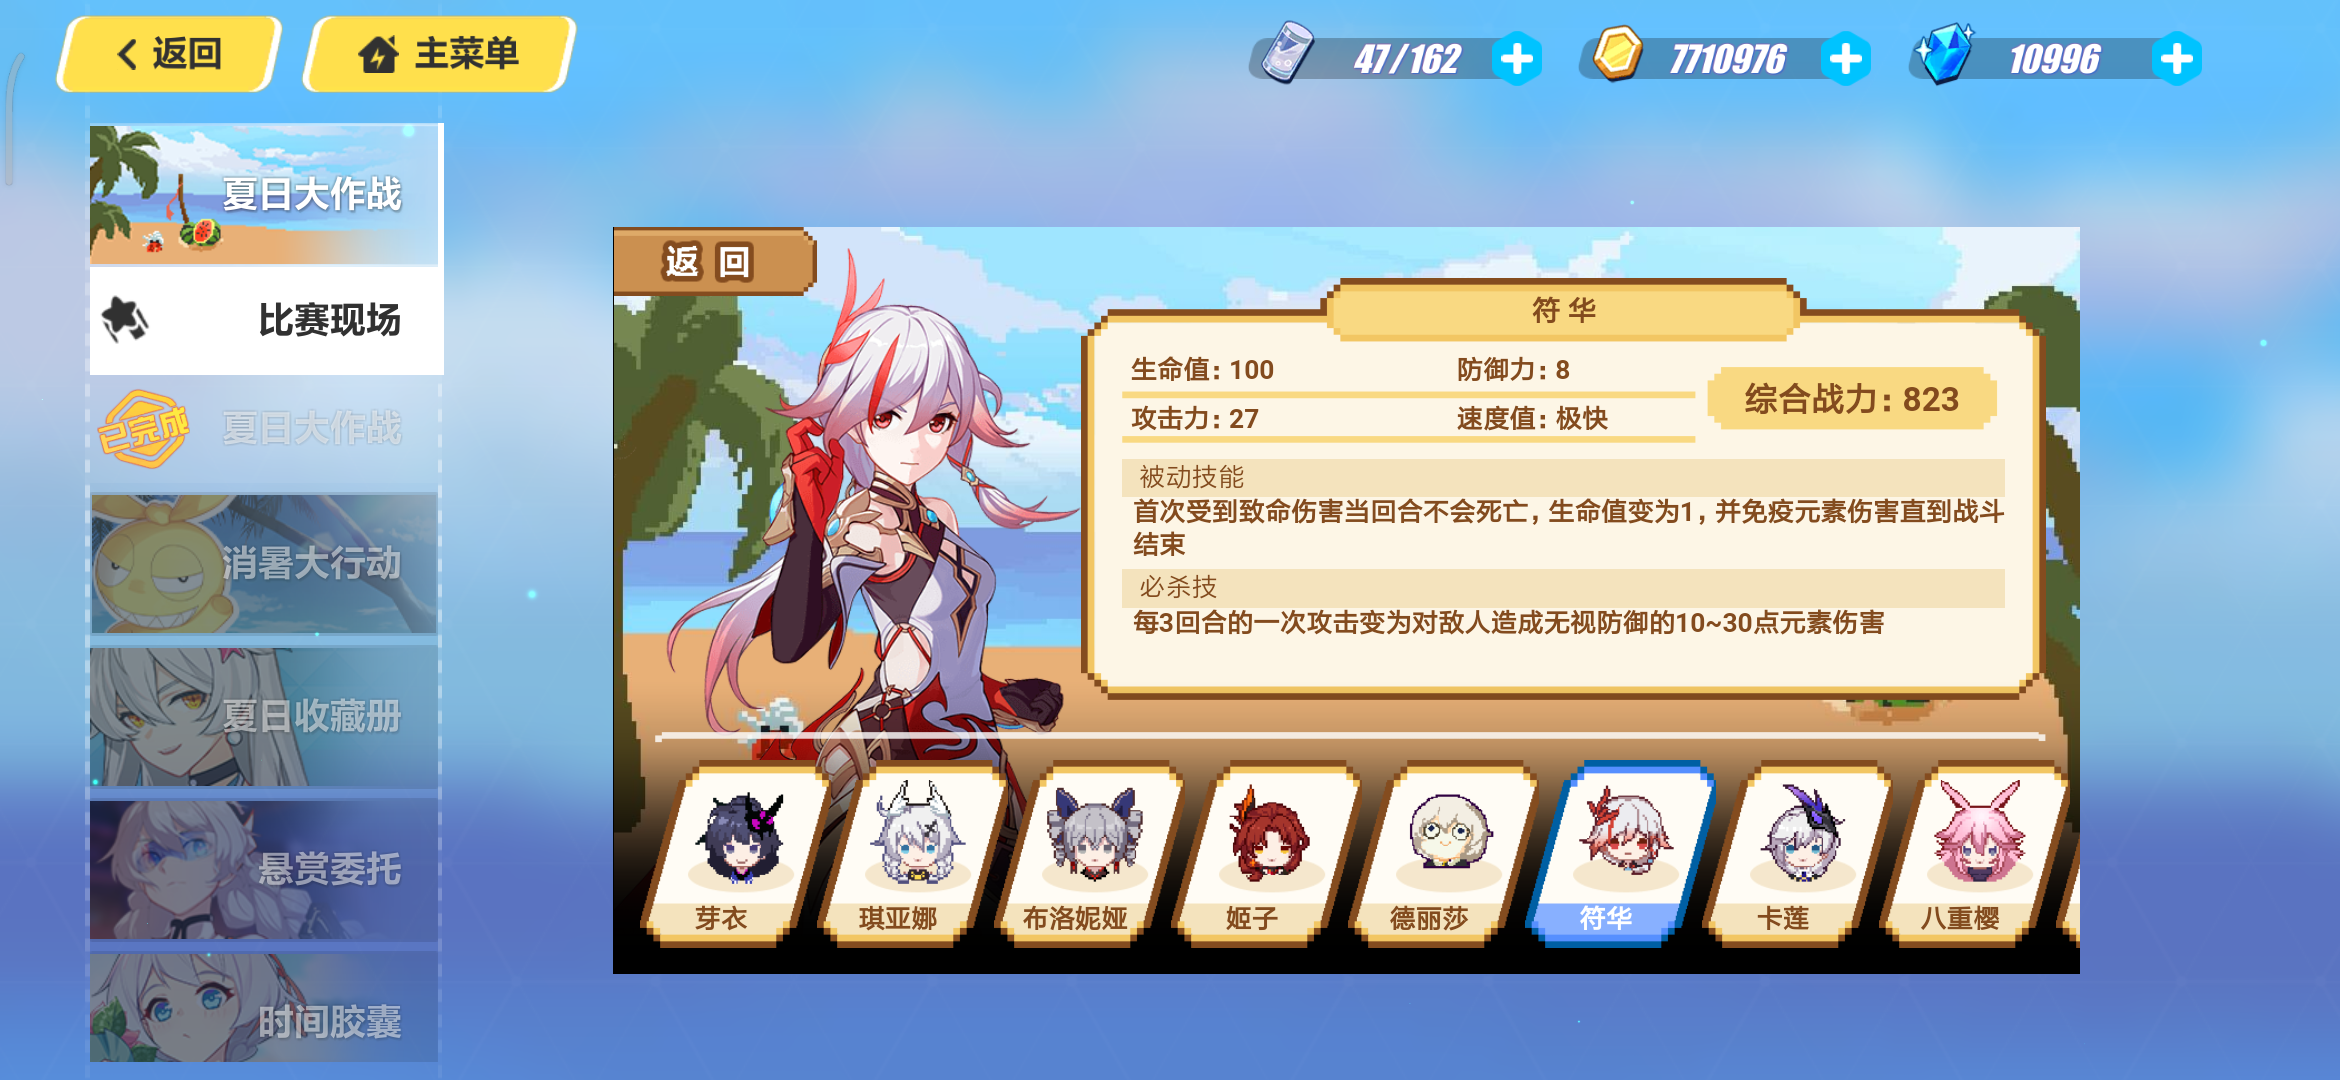 返回
主菜单
47/162
7710976
10996
夏日大作战
比赛现场
已完成
夏日大作战
消暑大行动
夏日收藏册
悬赏委托
时间胶囊
返回
符华
生命值：100
防御力：8
攻击力：27
速度值：极快
综合战力：823
被动技能
首次受到致命伤害当回合不会死亡，生命值变为1，并免疫元素伤害直到战斗
结束
必杀技
每3回合的一次攻击变为对敌人造成无视防御的10~30点元素伤害
芽衣
琪亚娜
布洛妮娅
姬子
德丽莎
符华
卡莲
八重樱